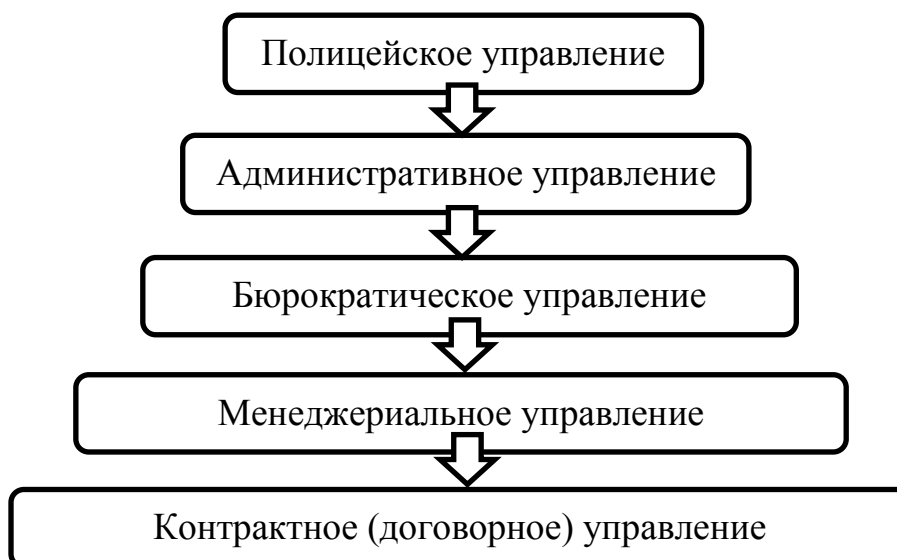 Полицейское управление
Административное управление
Бюрократическое управление
Менеджериальное управление
Контрактное (договорное) управление